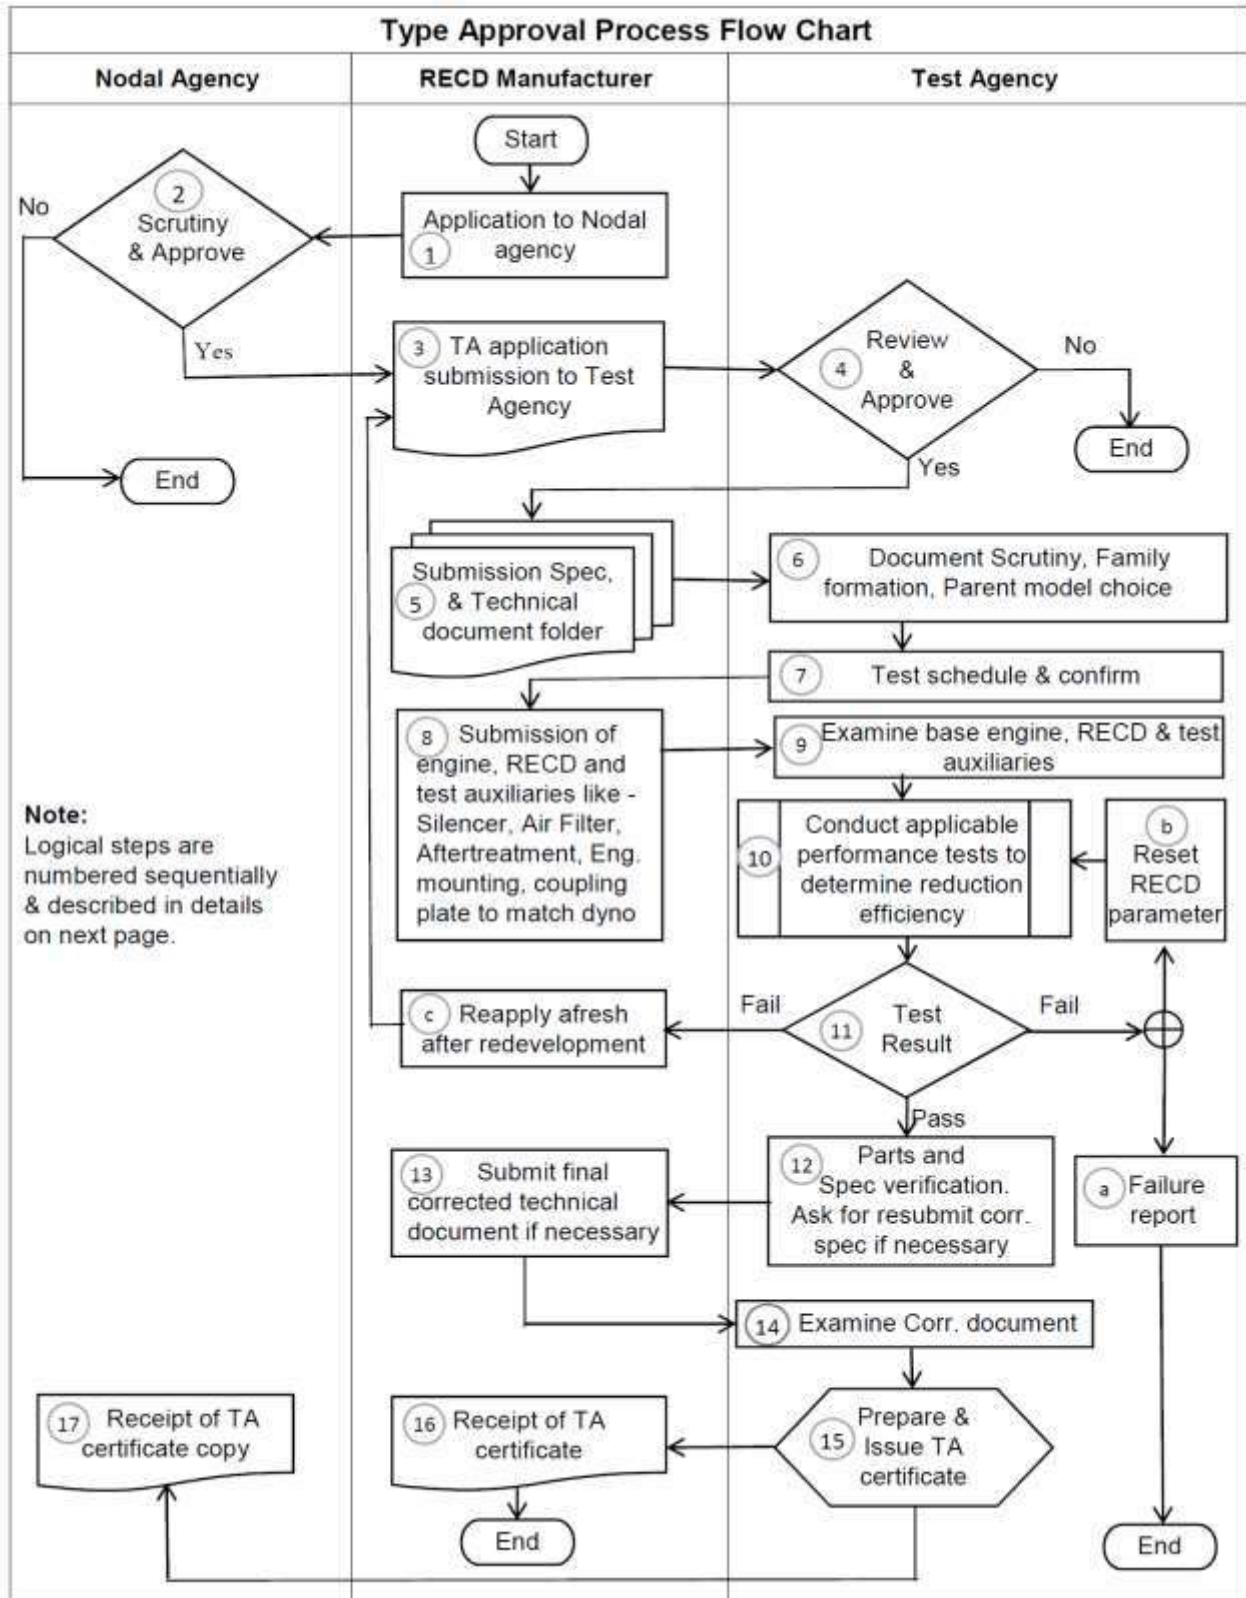 Type Approval Process Flow Chart
Nodal Agency
RECD Manufacturer
Test Agency
Start
Application to Nodal
1 agency
2
Scrutiny
& Approve
No
Yes
End
3 TA application
submission to Test
Agency
Review
4 &
Approve
No
End
Yes
Submission Spec,
5 & Technical
document folder
6 Document Scrutiny, Family
formation, Parent model choice
7 Test schedule & confirm
8 Submission of
engine, RECD and
test auxiliaries like -
Silencer, Air Filter,
Aftertreatment, Eng.
mounting, coupling
plate to match dyno
9 Examine base engine, RECD & test
auxiliaries
Note:
Logical steps are
numbered sequentially
& described in details
on next page.
Conduct applicable
10 performance tests to
determine reduction
efficiency
b
Reset
RECD
parameter
11 Test
Result
Fail
Fail
Pass
c Reapply afresh
after redevelopment
12 Parts and
Spec verification.
Ask for resubmit corr.
spec if necessary
13 Submit final
corrected technical
document if necessary
a Failure
report
14 Examine Corr. document
Prepare &
15 Issue TA
certificate
16 Receipt of TA
certificate
17 Receipt of TA
certificate copy
End
End